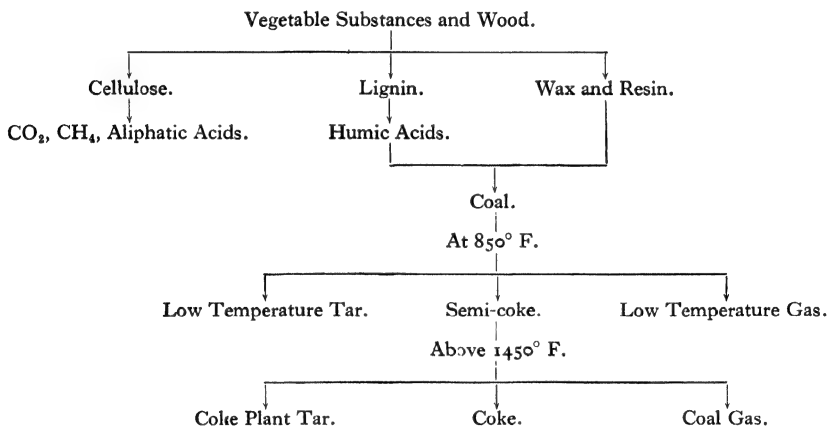 Vegetable Substances and Wood.
Cellulose. Lignin. Wax and Resin.
CO₂, CH₄, Aliphatic Acids. Humic Acids.
Coal.
At 850° F.
Low Temperature Tar. Semi-coke. Low Temperature Gas.
Above 1450° F.
Coke Plant Tar. Coke. Coal Gas.